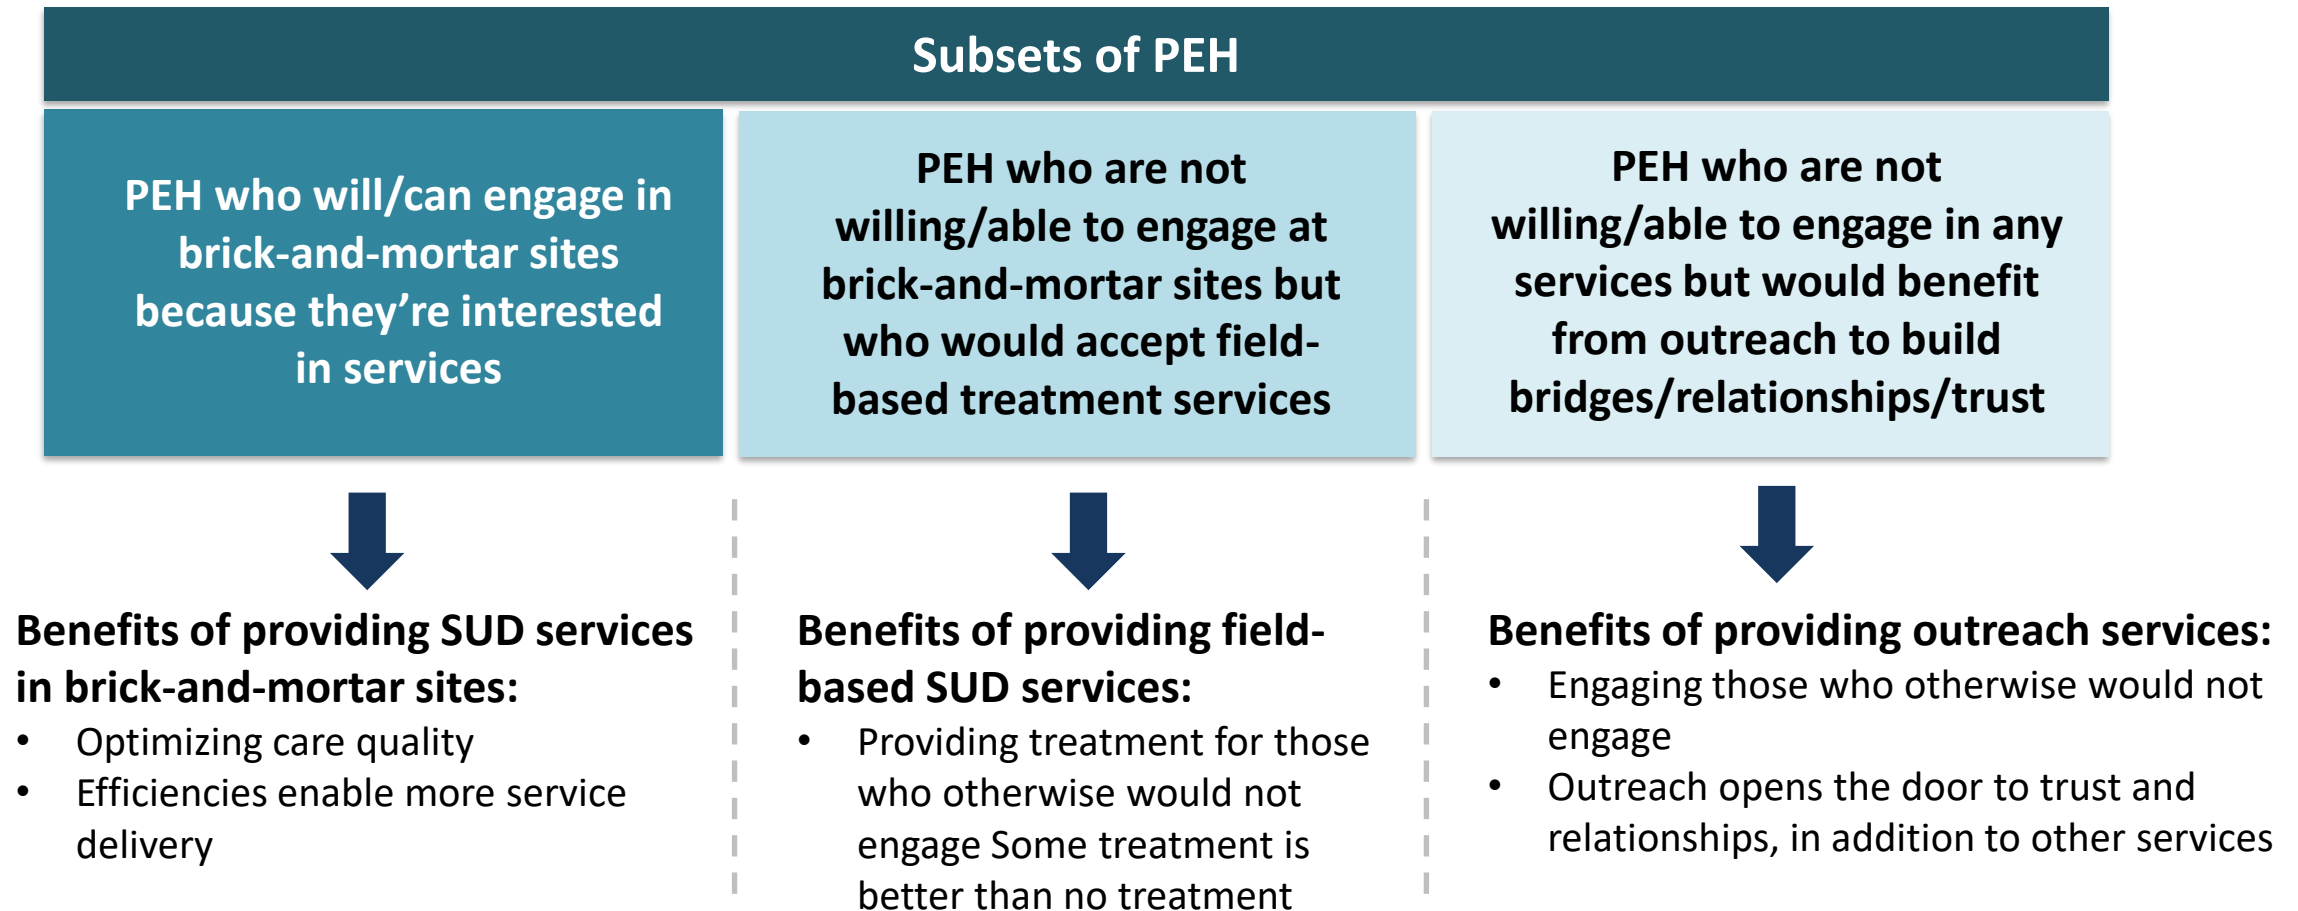 Subsets of PEH
PEH who will/can engage in
brick-and-mortar sites
because they’re interested
in services
PEH who are not
willing/able to engage at
brick-and-mortar sites but
who would accept field-
based treatment services
PEH who are not
willing/able to engage in any
services but would benefit
from outreach to build
bridges/relationships/trust
Benefits of providing SUD services
in brick-and-mortar sites:
• Optimizing care quality
• Efficiencies enable more service
delivery
Benefits of providing field-
based SUD services:
• Providing treatment for those
who otherwise would not
engage Some treatment is
better than no treatment
Benefits of providing outreach services:
• Engaging those who otherwise would not
engage
• Outreach opens the door to trust and
relationships, in addition to other services